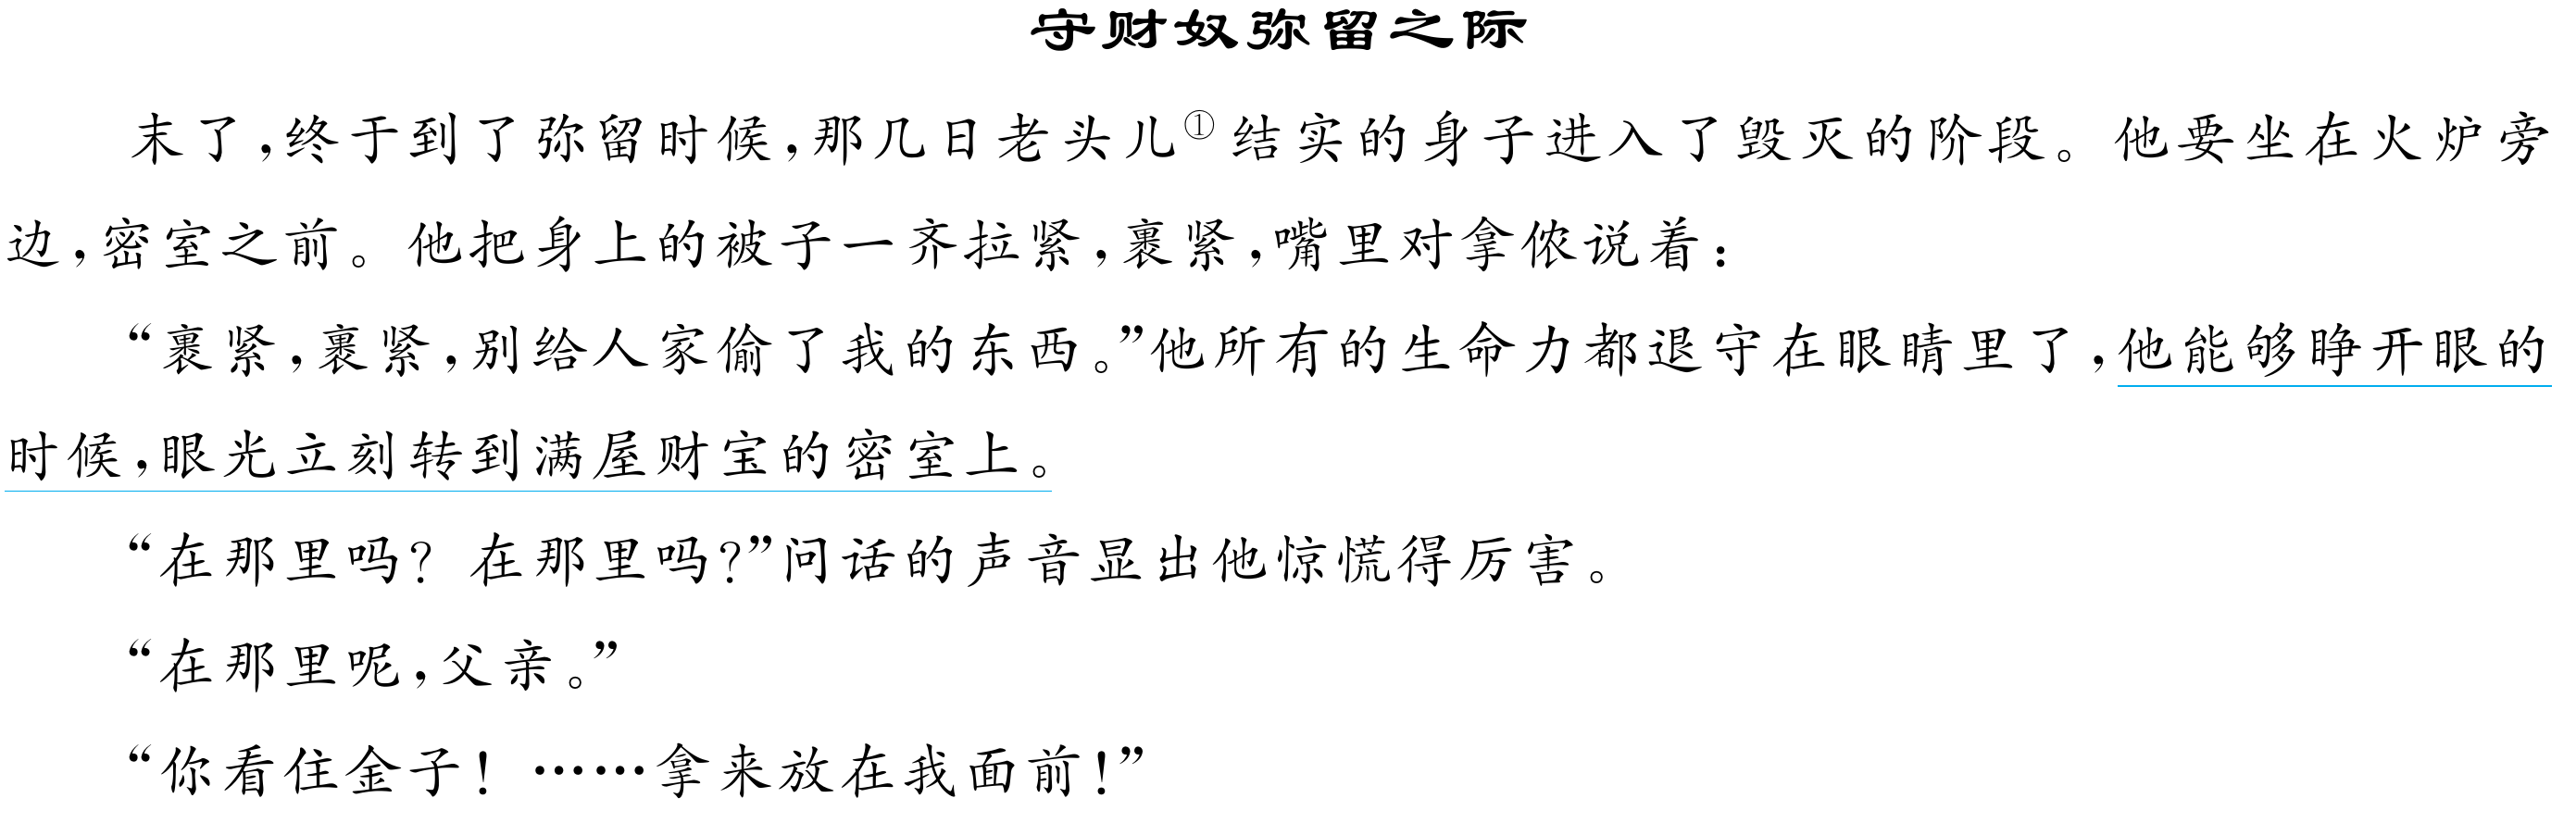 守财奴弥留之际
末了,终于到了弥留时候,那几日老头儿①结实的身子进入了毁灭的阶段。他要坐在火炉旁
边,密室之前。他把身上的被子一齐拉紧,裹紧,嘴里对拿侬说着:
“裹紧,裹紧,别给人家偷了我的东西。”他所有的生命力都退守在眼睛里了,他能够睁开眼的
时候,眼光立刻转到满屋财宝的密室上。
“在那里吗? 在那里吗?”问话的声音显出他惊慌得厉害。
“在那里呢,父亲。”
“你看住金子! ……拿来放在我面前!”